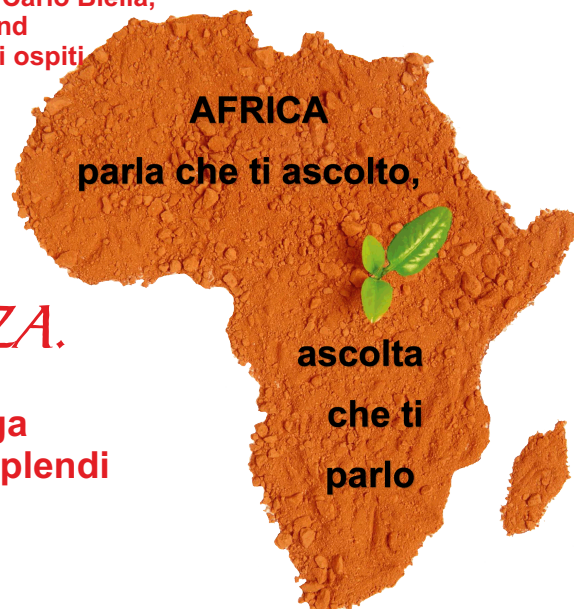 Carlo Biella,
nd
i ospiti
AFRICA
parla che ti ascolto,
ZA.
ascolta
che ti
ga
plendi
parlo